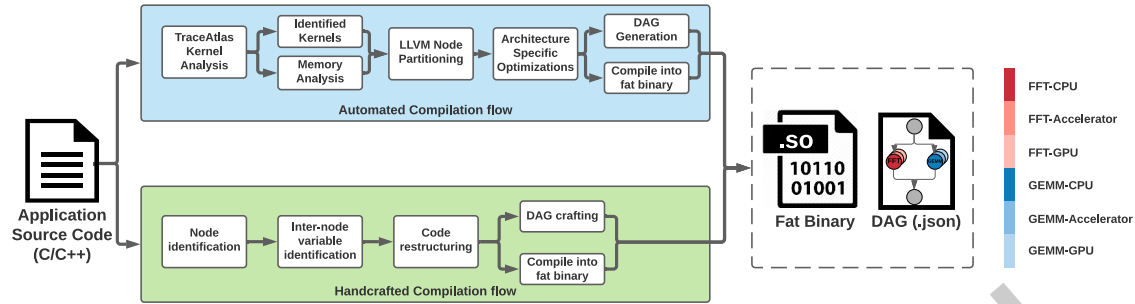 TraceAtlas
Kernel
Analysis
Identified
Kernels
Memory
Analysis
LLVM Node
Partitioning
Architecture
Specific
Optimizations
DAG
Generation
Compile into
fat binary
Automated Compilation flow
Application
Source Code
(C/C++)
Node
identification
Inter-node
variable
identification
Code
restructuring
DAG crafting
Compile into
fat binary
Handcrafted Compilation flow
.so
10110
01001
Fat Binary
FFT
GEMM
DAG (.json)
FFT-CPU
FFT-Accelerator
FFT-GPU
GEMM-CPU
GEMM-Accelerator
GEMM-GPU